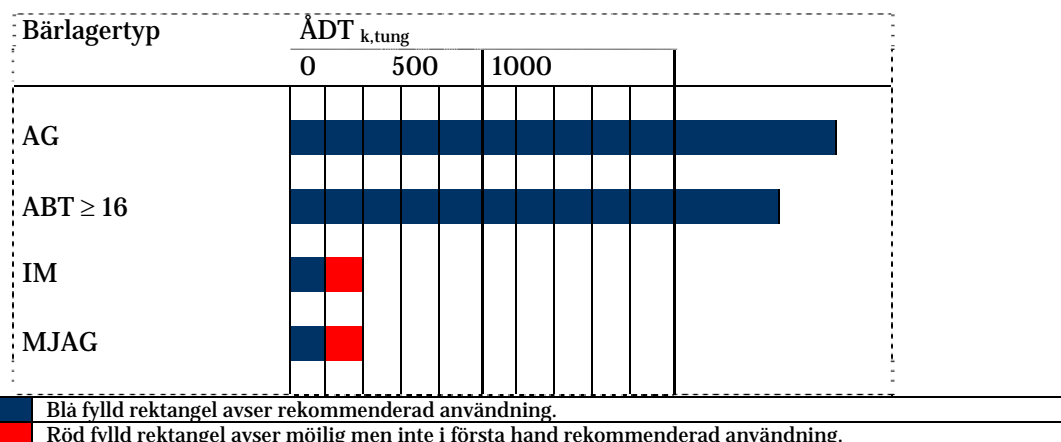 Bärlagertyp ÅDT k,tung
0 500 1000
AG
ABT ≥ 16
IM
MJAG
Blå fylld rektangel avser rekommenderad användning.
Röd fylld rektangel avser möjlig men inte i första hand rekommenderad användning.